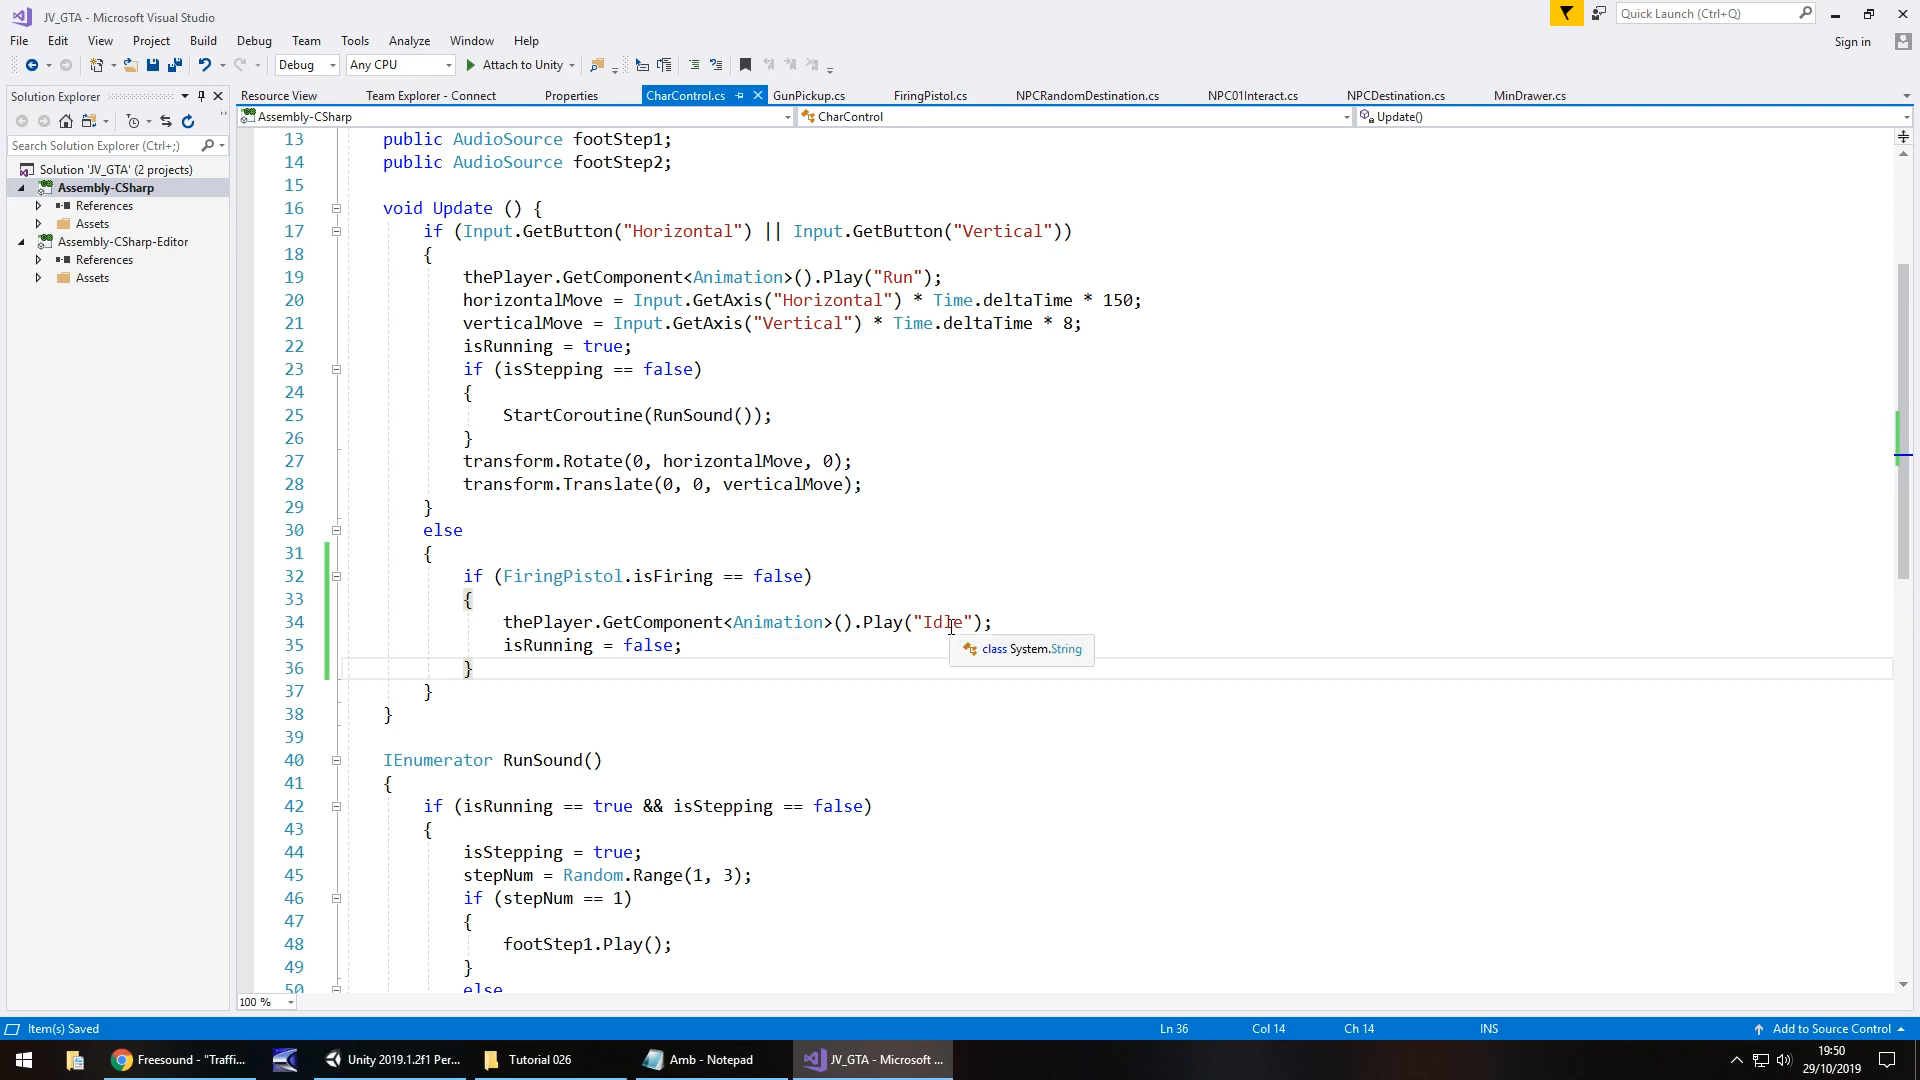 JV_GTA - Microsoft Visual Studio
Quick Launch (Ctrl+Q)
File Edit View Project Build Debug Team Tools Analyze Window Help
Sign in
Debug Any CPU Attach to Unity
Solution Explorer
Resource View Team Explorer - Connect Properties CharControl.cs GunPickup.cs FiringPistol.cs NPCRandomDestination.cs NPC01Interact.cs NPCDestination.cs MinDrawer.cs
Assembly-CSharp CharControl Update()
Search Solution Explorer (Ctrl+;)
Solution 'JV_GTA' (2 projects)
Assembly-CSharp
References
Assets
Assembly-CSharp-Editor
References
Assets
13 public AudioSource footStep1;
14 public AudioSource footStep2;
15
16 void Update () {
17 if (Input.GetButton("Horizontal") || Input.GetButton("Vertical"))
18 {
19 thePlayer.GetComponent<Animation>().Play("Run");
20 horizontalMove = Input.GetAxis("Horizontal") * Time.deltaTime * 150;
21 verticalMove = Input.GetAxis("Vertical") * Time.deltaTime * 8;
22 isRunning = true;
23 if (isStepping == false)
24 {
25 StartCoroutine(RunSound());
26 }
27 transform.Rotate(0, horizontalMove, 0);
28 transform.Translate(0, 0, verticalMove);
29 }
30 else
31 {
32 if (FiringPistol.isFiring == false)
33 {
34 thePlayer.GetComponent<Animation>().Play("Idle");
35 isRunning = false;
class System.String
36 }
37 }
38 }
39
40 IEnumerator RunSound()
41 {
42 if (isRunning == true && isStepping == false)
43 {
44 isStepping = true;
45 stepNum = Random.Range(1, 3);
46 if (stepNum == 1)
47 {
48 footStep1.Play();
49 }
50 else
100 %
Item(s) Saved Ln 36 Col 14 Ch 14 INS Add to Source Control
Freesound - "Traffi... Unity 2019.1.2f1 Per... Tutorial 026 Amb - Notepad JV_GTA - Microsoft ...
19:50
29/10/2019